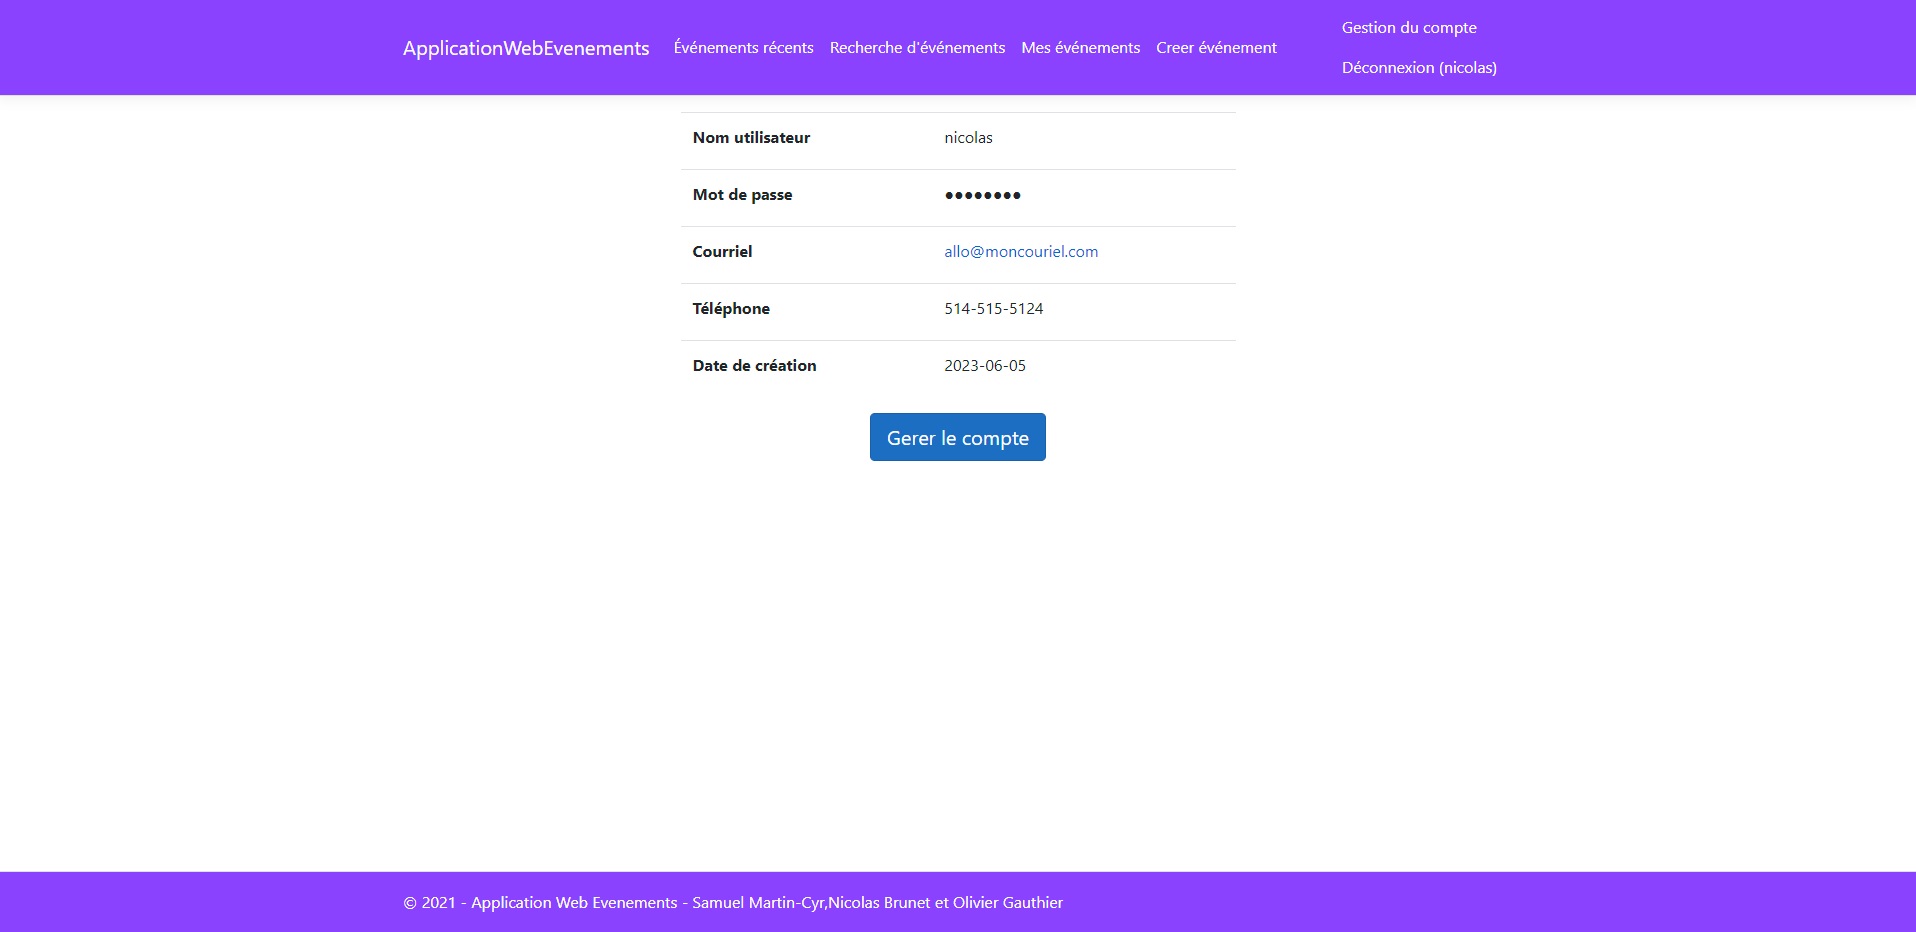 ApplicationWebEvenements Événements récents Recherche d'événements Mes événements Creer événement
Gestion du compte
Déconnexion (nicolas)
Nom utilisateur nicolas
Mot de passe ●●●●●●●●
Courriel allo@moncouriel.com
Téléphone 514-515-5124
Date de création 2023-06-05
Gerer le compte
© 2021 - Application Web Evenements - Samuel Martin-Cyr,Nicolas Brunet et Olivier Gauthier